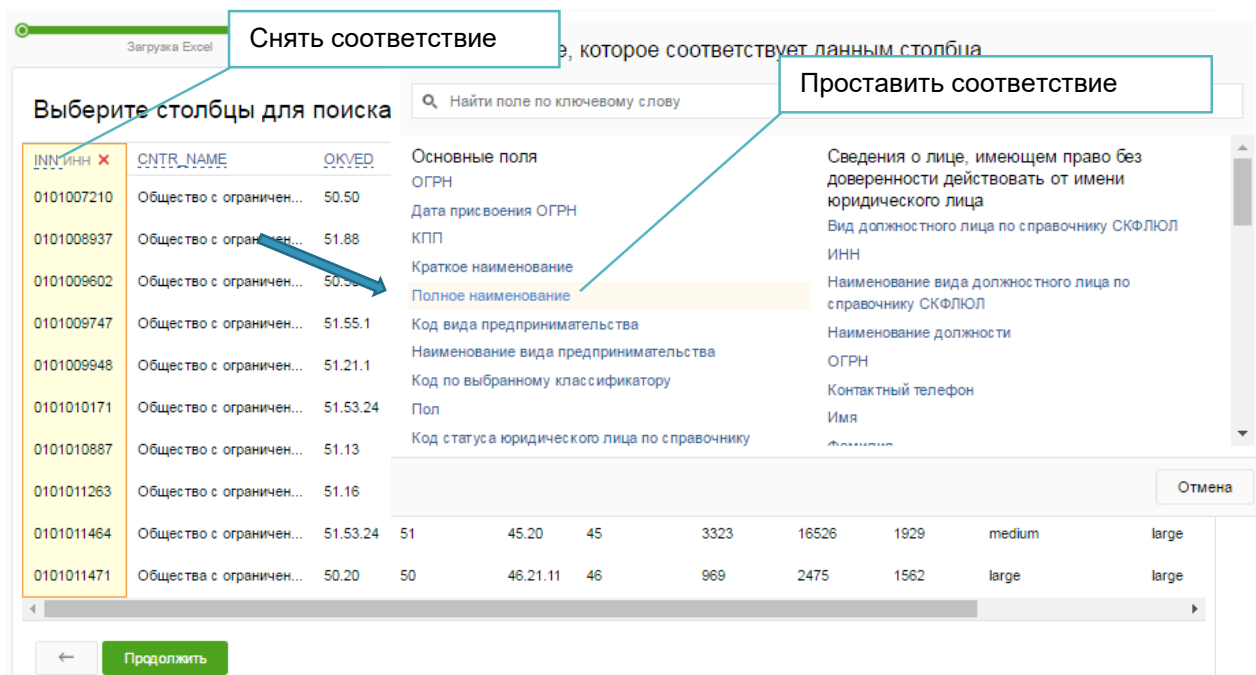 Загрузка Excel
Снять соответствие
, которое соответствует данным столбца
Проставить соответствие
Выберите столбцы для поиска
Найти поле по ключевому слову
INN ИНН CNTR_NAME OKVED
0101007210 Общество с ограничен... 50.50
0101008937 Общество с ограничен... 51.88
0101009602 Общество с ограничен...
0101009747 Общество с ограничен... 51.55.1
0101009948 Общество с ограничен... 51.21.1
0101010171 Общество с ограничен... 51.53.24
0101010887 Общество с ограничен... 51.13
0101011263 Общество с ограничен... 51.16
0101011464 Общество с ограничен... 51.53.24 51 45.20 45 3323 16526 1929 medium large
0101011471 Общества с ограничен... 50.20 50 46.21.11 46 969 2475 1562 large large
Основные поля
ОГРН
Дата присвоения ОГРН
КПП
Краткое наименование
Полное наименование
Код вида предпринимательства
Наименование вида предпринимательства
Код по выбранному классификатору
Пол
Код статуса юридического лица по справочнику
Сведения о лице, имеющем право без
доверенности действовать от имени
юридического лица
Вид должностного лица по справочнику СКФЛЮЛ
ИНН
Наименование вида должностного лица по
справочнику СКФЛЮЛ
Наименование должности
ОГРН
Контактный телефон
Имя
Фамилия
Отмена
Продолжить